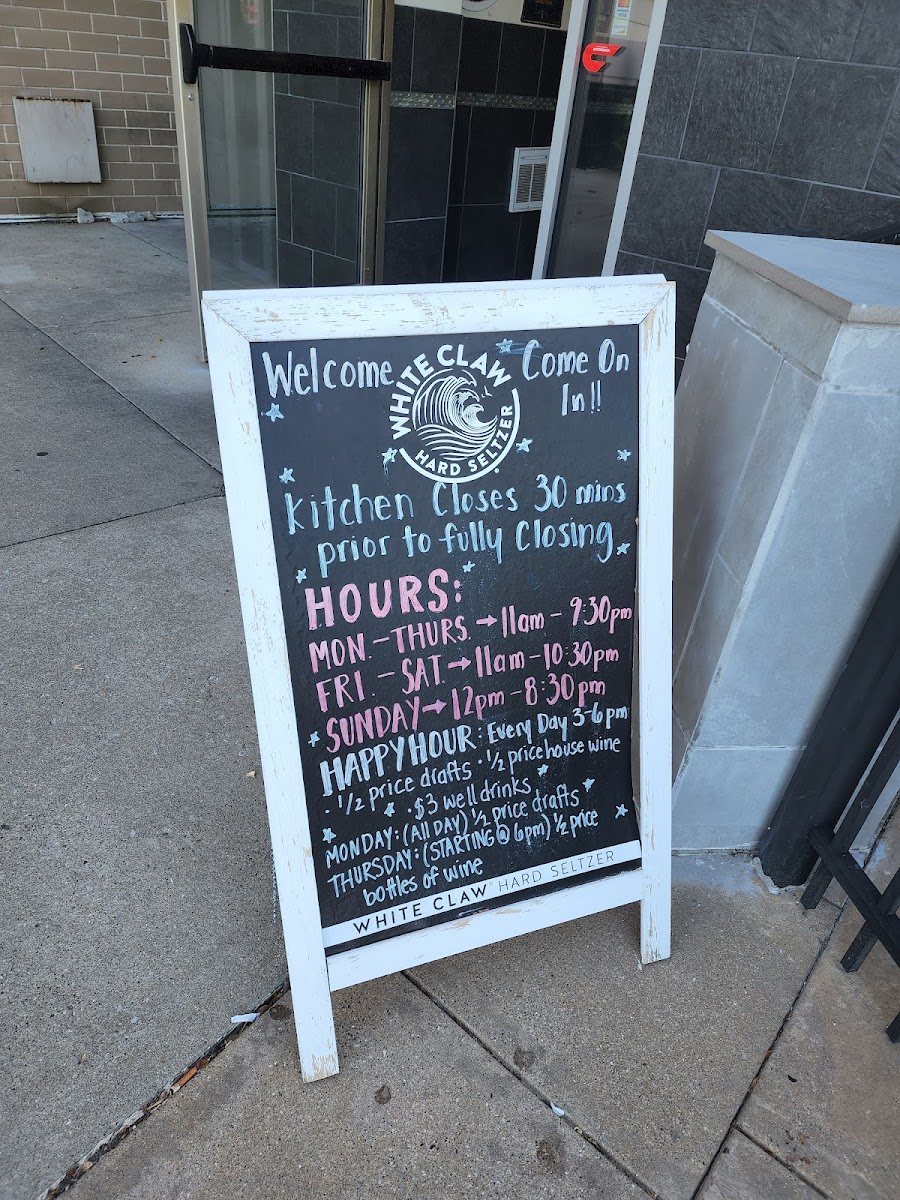 Welcome
WHITE CLAW
HARD SELTZER
Come On
In!!
Kitchen Closes 30 mins
prior to fully Closing
HOURS:
MON.-THURS.→11am-9:30pm
FRI.-SAT.→11am-10:30pm
SUNDAY→12pm-8:30pm
HAPPY HOUR: Every Day 3-6pm
· 1/2 price drafts · 1/2 price house wine
· $3 well drinks
MONDAY: (All DAY) 1/2 price drafts
THURSDAY: (STARTING @ 6pm) 1/2 price
bottles of wine
WHITE CLAW® HARD SELTZER